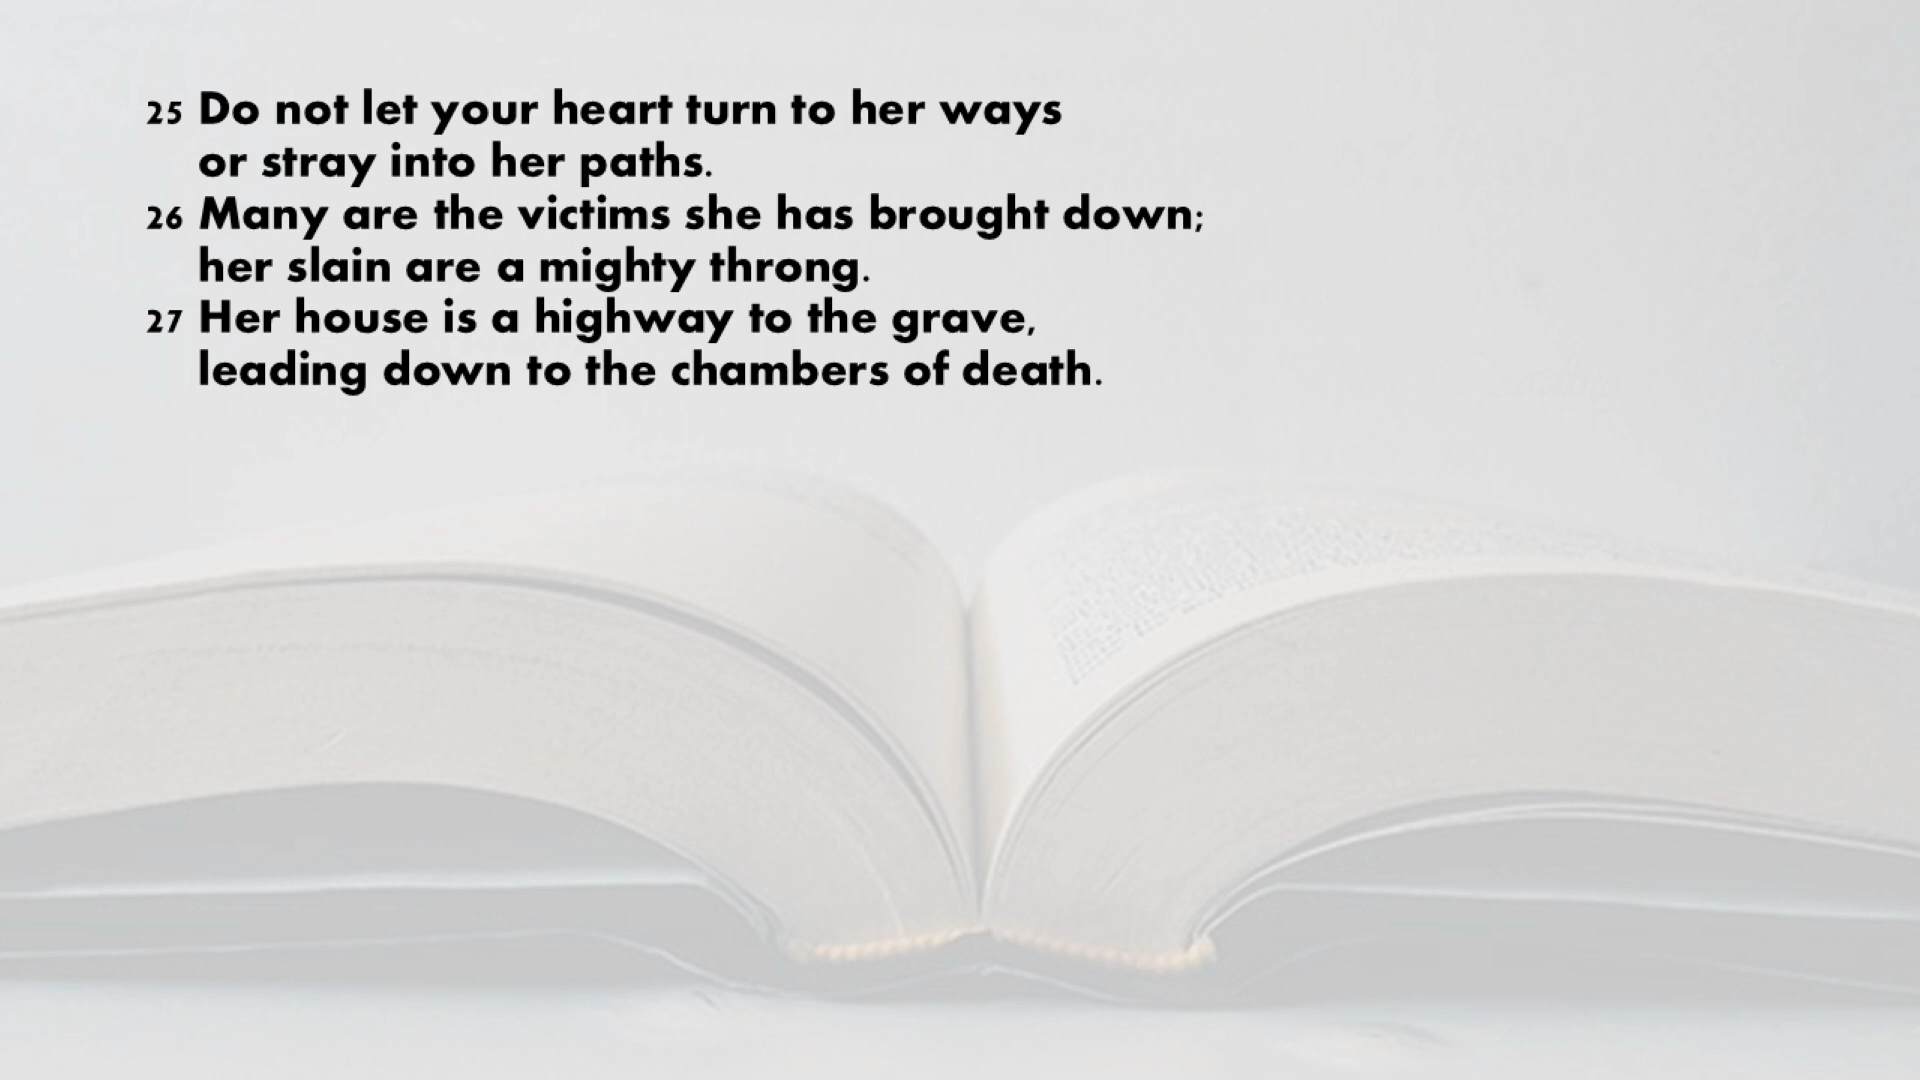 25 Do not let your heart turn to her ways
or stray into her paths.
26 Many are the victims she has brought down;
her slain are a mighty throng.
27 Her house is a highway to the grave,
leading down to the chambers of death.